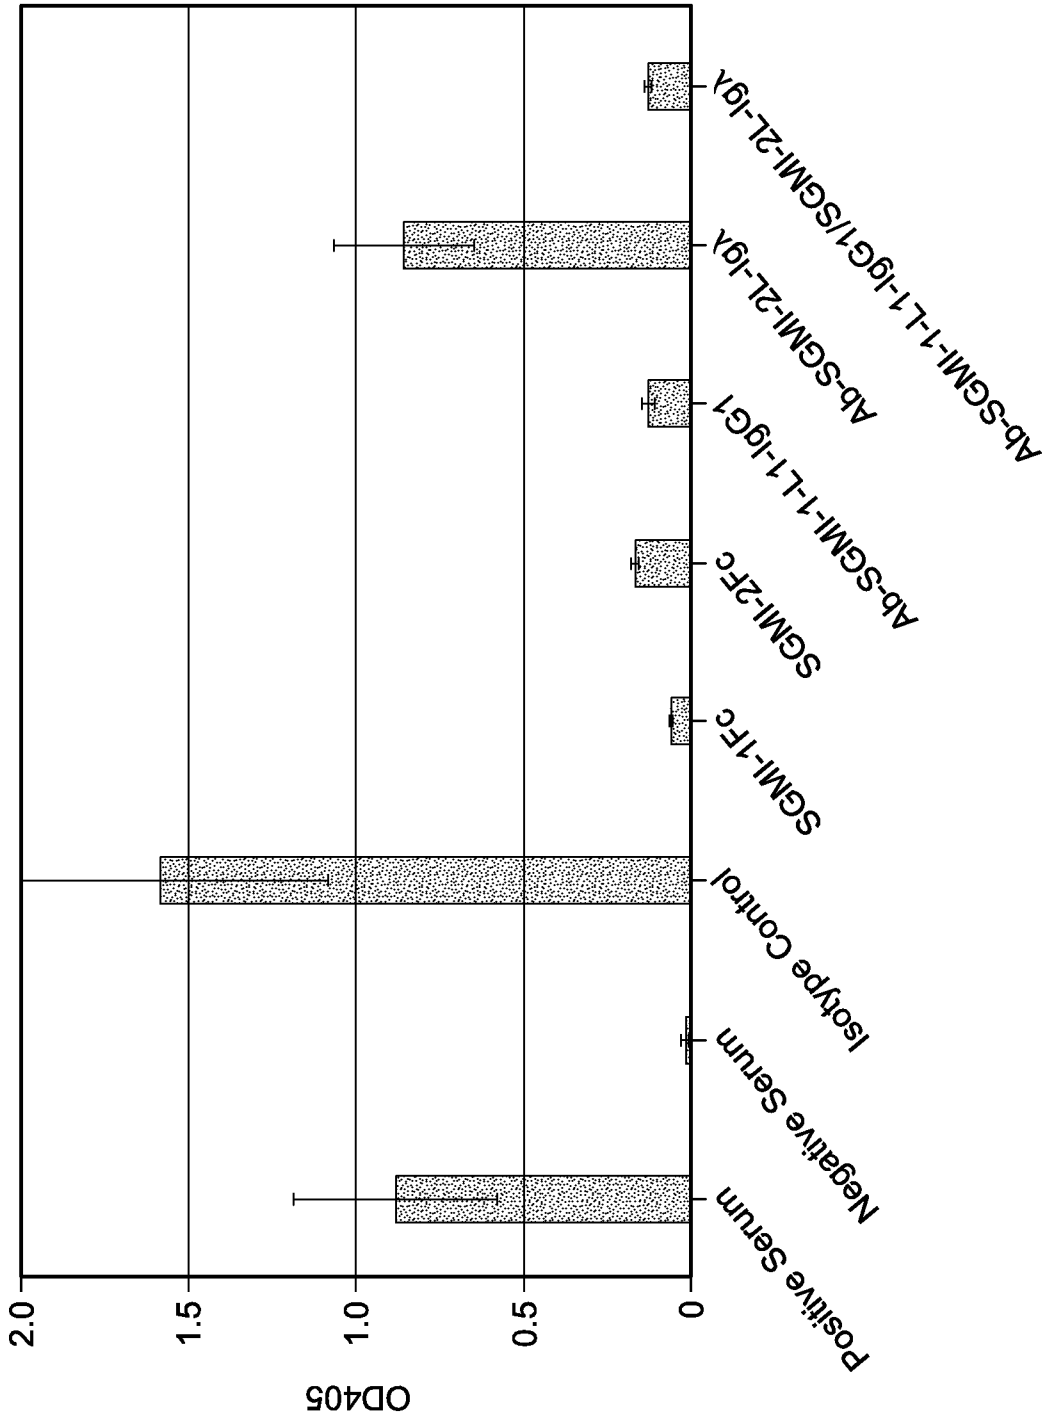 OD405
2.0
1.5
1.0
0.5
0
Positive Serum
Negative Serum
Isotype Control
SGMI-1Fc
SGMI-2Fc
Ab-SGMI-1-L1-IgG1
Ab-SGMI-2L-Igλ
Ab-SGMI-1-L1-IgG1/SGMI-2L-Igλ